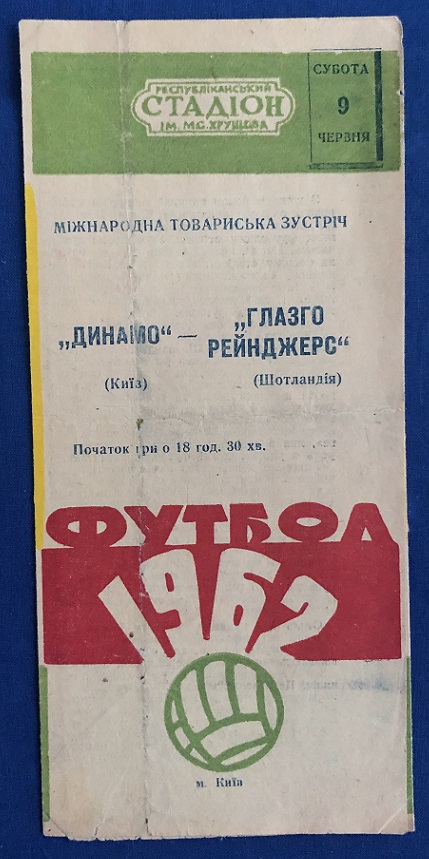 РЕСПУБЛІКАНСЬКИЙ
СТАДІОН
ІМ. М.С. ХРУЩОВА
СУБОТА
9
ЧЕРВНЯ
МІЖНАРОДНА ТОВАРИСЬКА ЗУСТРІЧ
„ДИНАМО“ — „ГЛАЗГО
РЕЙНДЖЕРС“
(Київ) (Шотландія)
Початок гри о 18 год. 30 хв.
ФУТБОЛ
1962
м. Київ